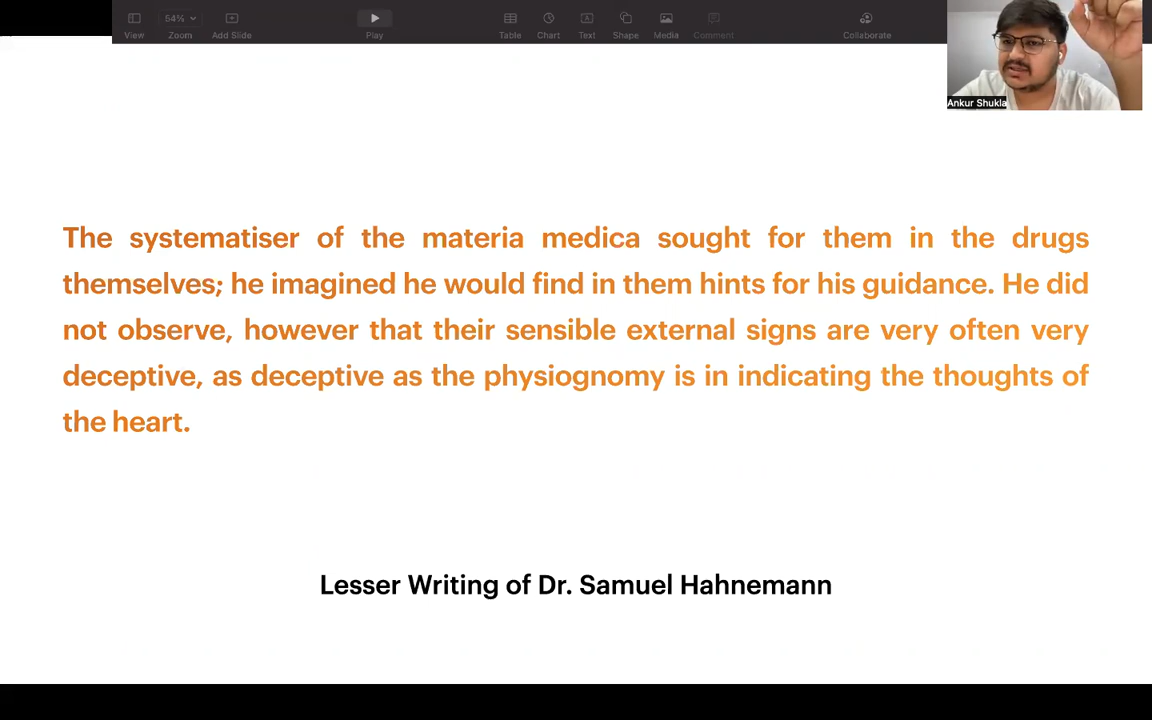 54%
View
Zoom
Add Slide
Play
Table
Chart
Text
Shape
Media
Comment
Collaborate
Ankur Shukla
The systematiser of the materia medica sought for them in the drugs
themselves; he imagined he would find in them hints for his guidance. He did
not observe, however that their sensible external signs are very often very
deceptive, as deceptive as the physiognomy is in indicating the thoughts of
the heart.
Lesser Writing of Dr. Samuel Hahnemann